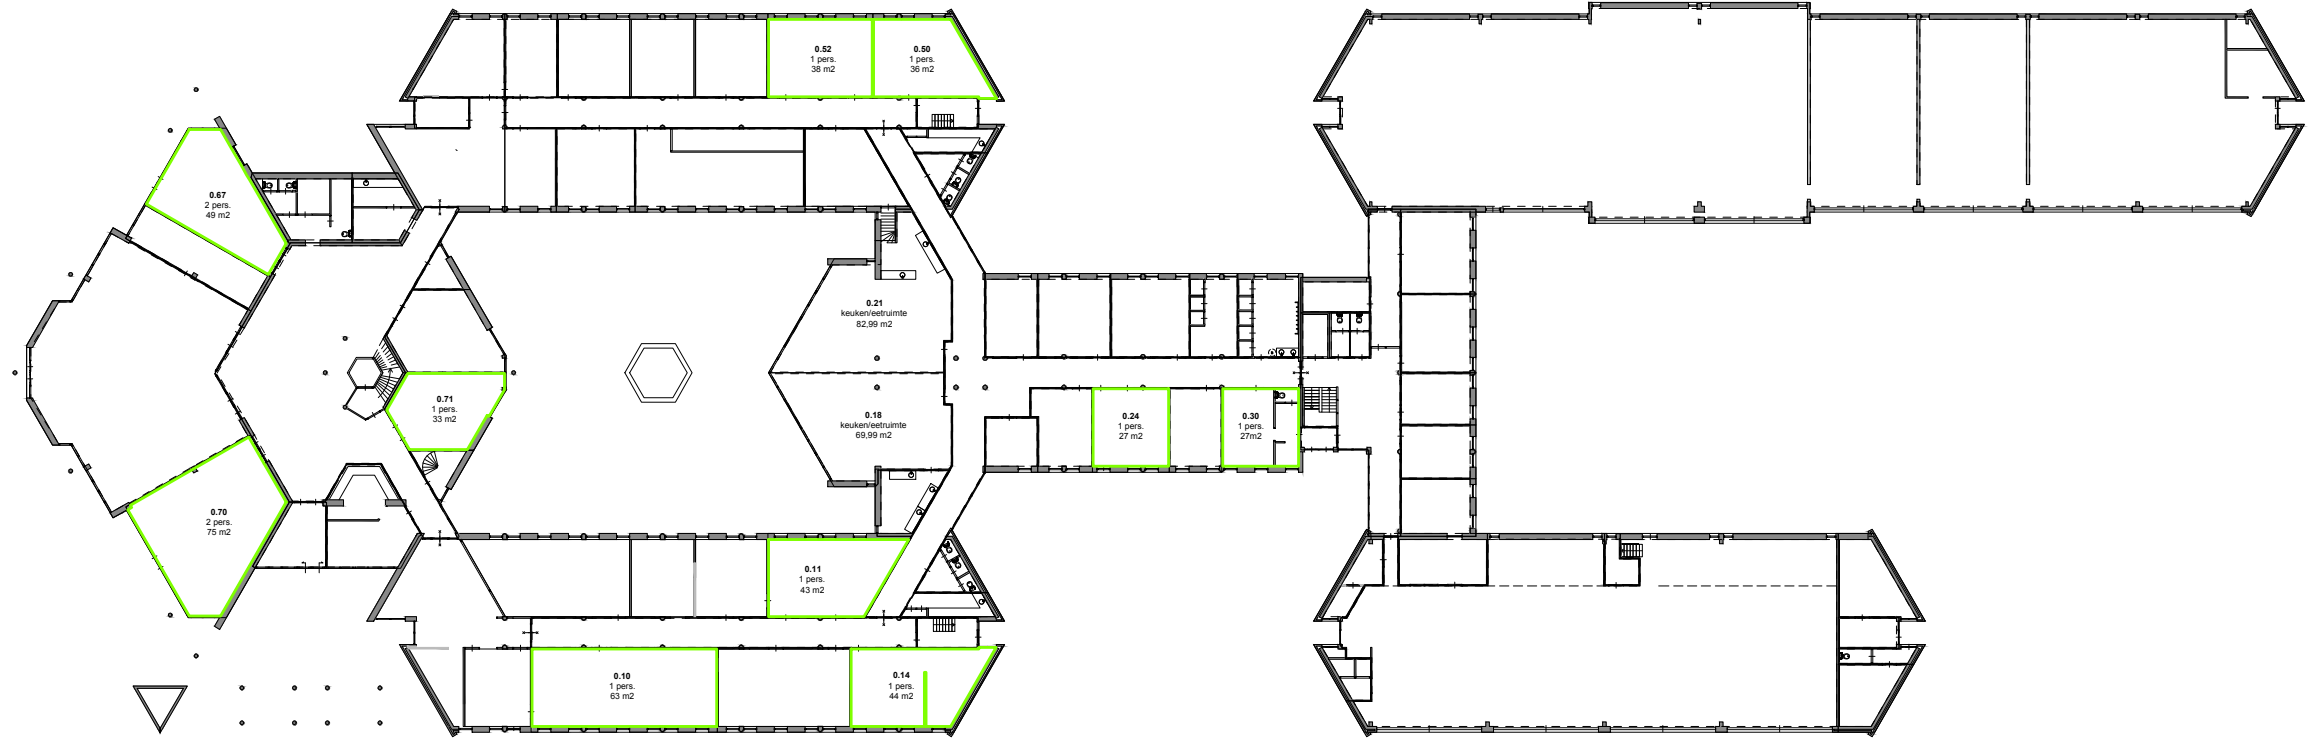 0.52
1 pers.
38 m2
0.50
1 pers.
36 m2
0.67
2 pers.
49 m2
0.21
keuken/eetruimte
82,99 m2
0.71
1 pers.
33 m2
0.18
keuken/eetruimte
69,99 m2
0.24
1 pers.
27 m2
0.30
1 pers.
27m2
0.70
2 pers.
75 m2
0.11
1 pers.
43 m2
0.10
1 pers.
63 m2
0.14
1 pers.
44 m2